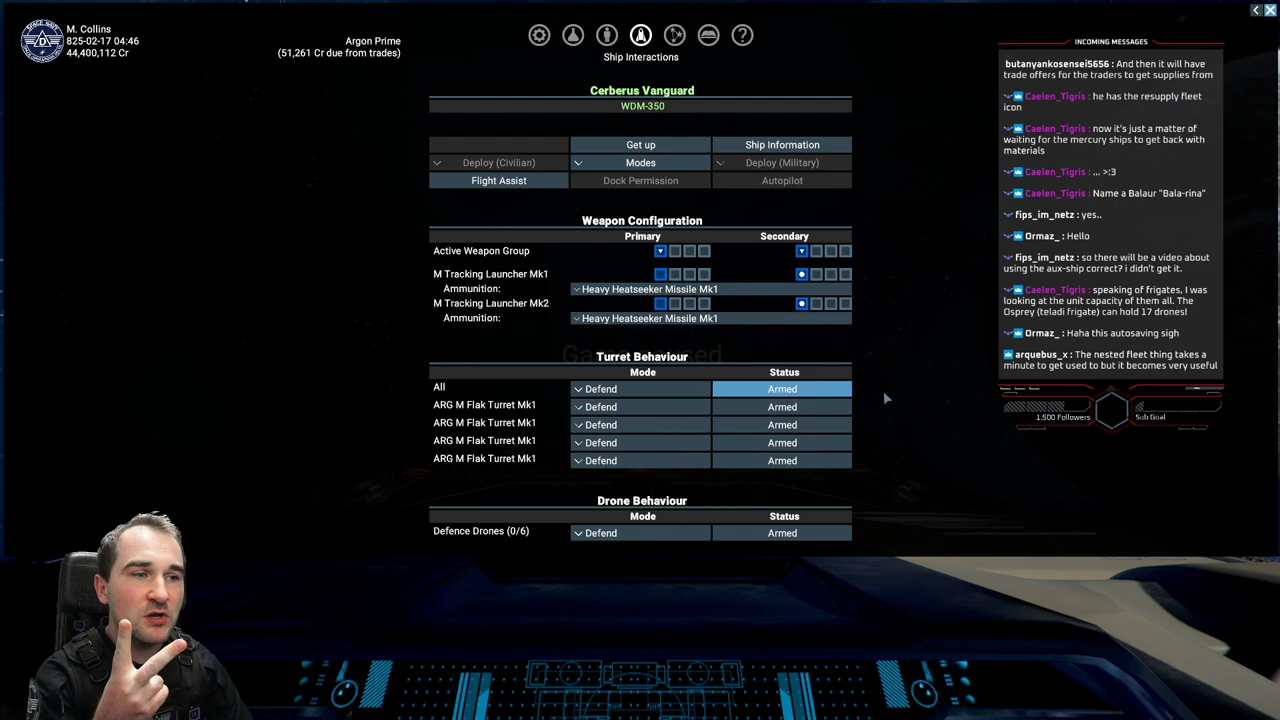 M. Collins
825-02-17 04:46
44,400,112 Cr
Argon Prime
(51,261 Cr due from trades)
Ship Interactions
Cerberus Vanguard
WDM-350
Get up
Ship Information
Deploy (Civilian)
Modes
Deploy (Military)
Flight Assist
Dock Permission
Autopilot
Weapon Configuration
Primary
Secondary
Active Weapon Group
M Tracking Launcher Mk1
Ammunition:
Heavy Heatseeker Missile Mk1
M Tracking Launcher Mk2
Ammunition:
Heavy Heatseeker Missile Mk1
Turret Behaviour
Mode
Status
All
Defend
Armed
ARG M Flak Turret Mk1
Defend
Armed
ARG M Flak Turret Mk1
Defend
Armed
ARG M Flak Turret Mk1
Defend
Armed
ARG M Flak Turret Mk1
Defend
Armed
Drone Behaviour
Mode
Status
Defence Drones (0/6)
Defend
Armed
INCOMING MESSAGES
butanyankosensei5656 : And then it will have
trade offers for the traders to get supplies from
Caelen_Tigris : he has the resupply fleet
icon
Caelen_Tigris : now it's just a matter of
waiting for the mercury ships to get back with
materials
Caelen_Tigris : ... >:3
Caelen_Tigris : Name a Balaur "Bala-rina"
fips_im_netz : yes..
Ormaz_ : Hello
fips_im_netz : so there will be a video about
using the aux-ship correct? i didn't get it.
Caelen_Tigris : speaking of frigates, I was
looking at the unit capacity of them all. The
Osprey (teladi frigate) can hold 17 drones!
Ormaz_ : Haha this autosaving sigh
arquebus_x : The nested fleet thing takes a
minute to get used to but it becomes very useful
1.500 Followers
Sub Goal